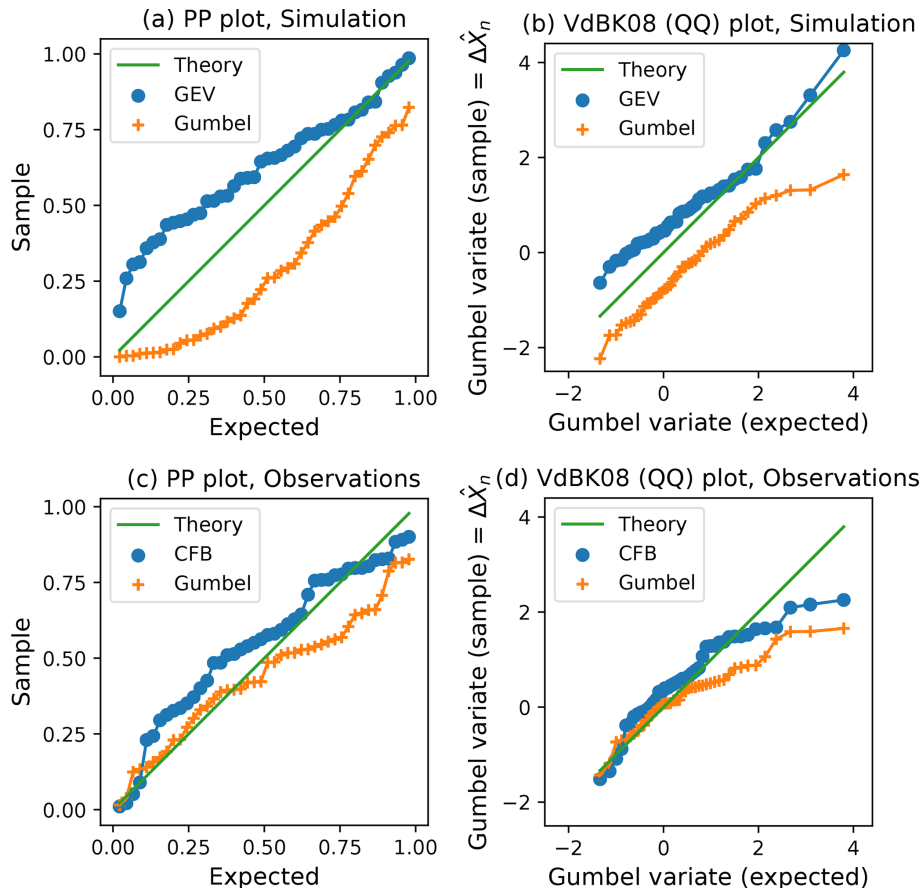 (a) PP plot, Simulation
Sample
1.00
0.75
0.50
0.25
0.00
Theory
GEV
Gumbel
0.00 0.25 0.50 0.75 1.00
Expected
(b) VdBK08 (QQ) plot, Simulation
Gumbel variate (sample) = ΔX̂n
4
2
0
−2
Theory
GEV
Gumbel
−2 0 2 4
Gumbel variate (expected)
(c) PP plot, Observations
Sample
1.00
0.75
0.50
0.25
0.00
Theory
CFB
Gumbel
0.00 0.25 0.50 0.75 1.00
Expected
(d) VdBK08 (QQ) plot, Observations
Gumbel variate (sample) = ΔX̂n
4
2
0
−2
Theory
CFB
Gumbel
−2 0 2 4
Gumbel variate (expected)